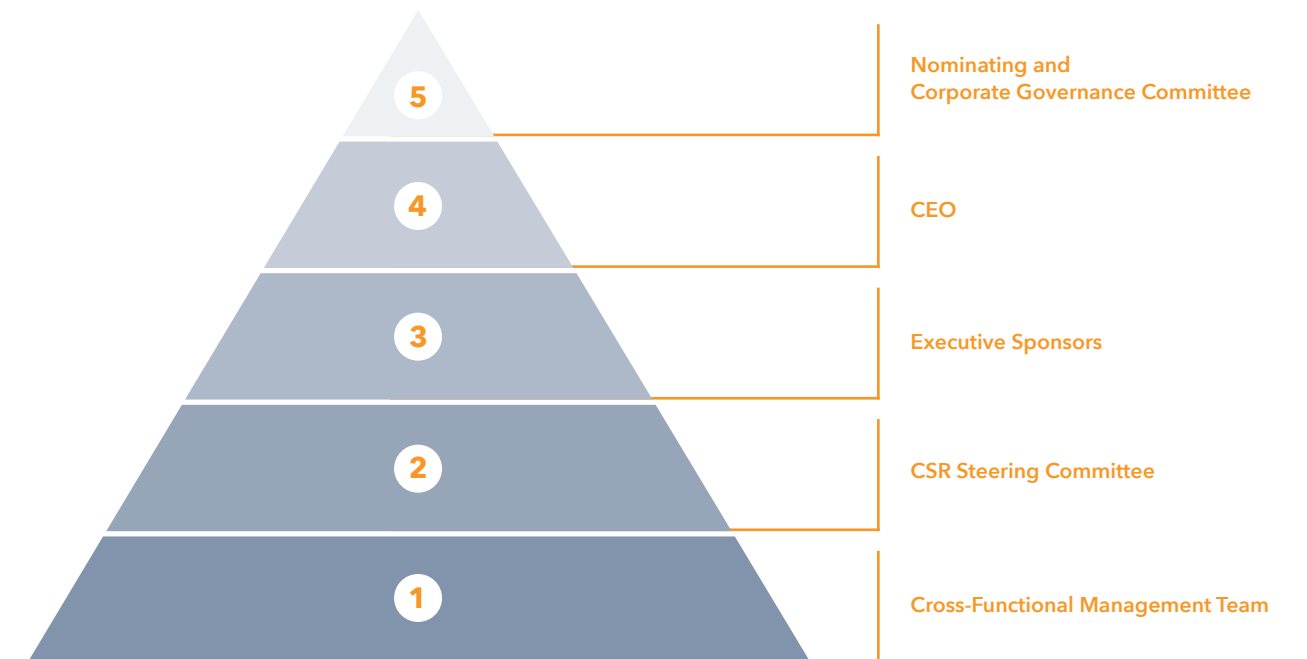 5
Nominating and
Corporate Governance Committee
4
CEO
3
Executive Sponsors
2
CSR Steering Committee
1
Cross-Functional Management Team